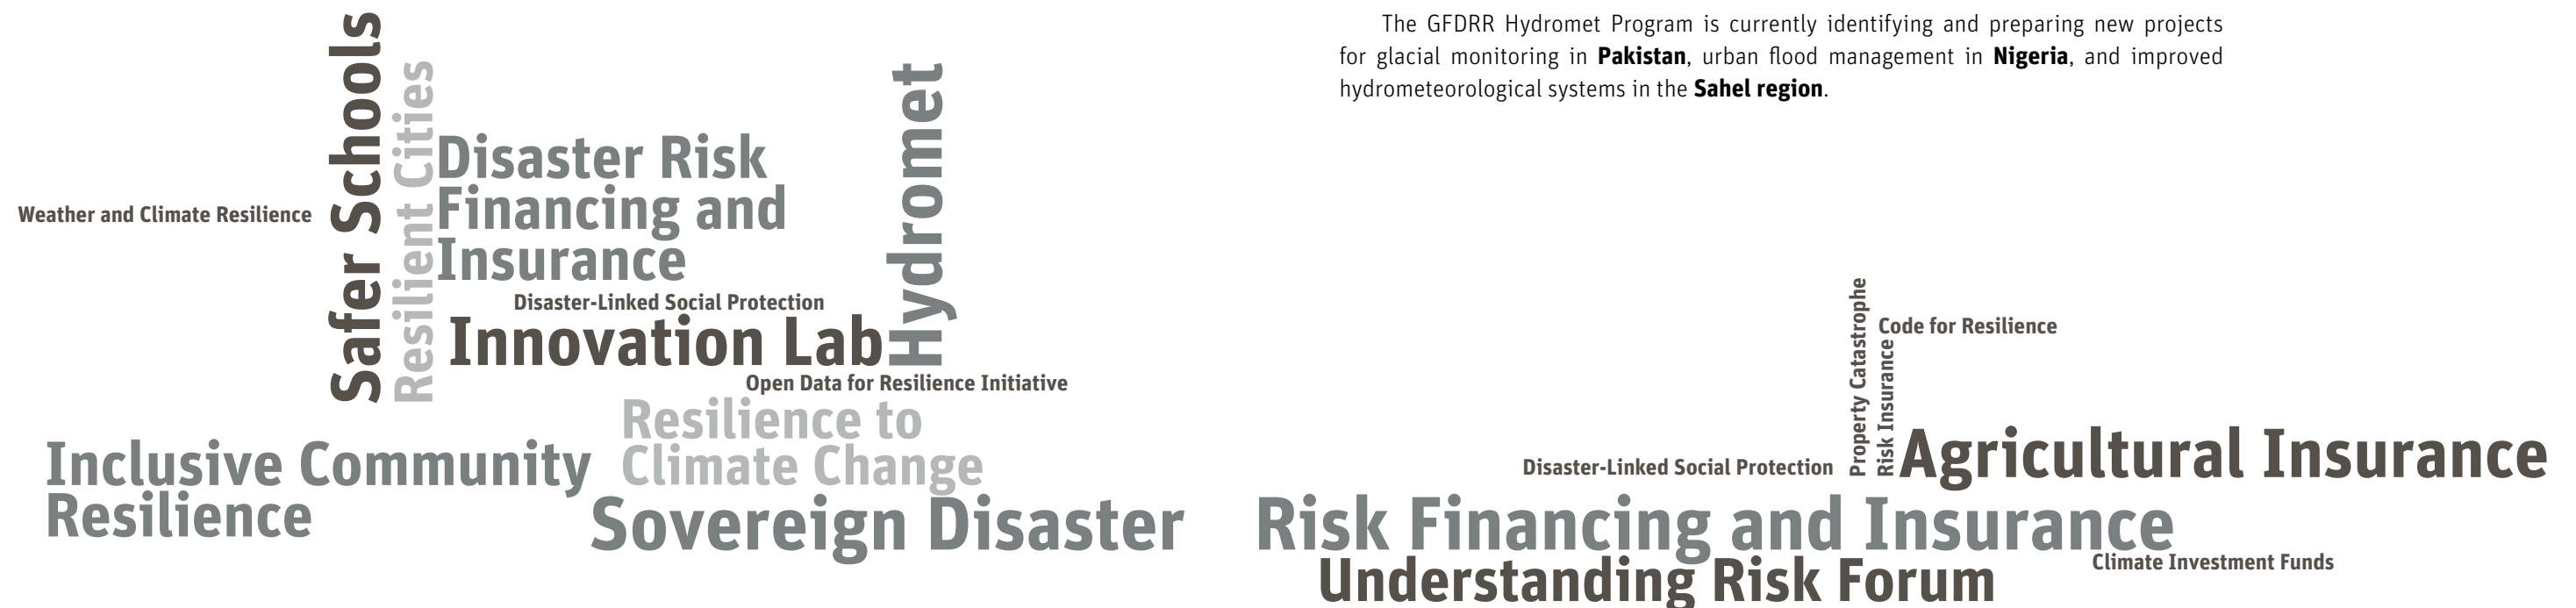 The GFDRR Hydromet Program is currently identifying and preparing new projects
for glacial monitoring in Pakistan, urban flood management in Nigeria, and improved
hydrometeorological systems in the Sahel region.
Weather and Climate Resilience
Safer Schools
Resilient Cities
Disaster Risk
Financing and
Insurance
Disaster-Linked Social Protection
Innovation Lab
Hydromet
Open Data for Resilience Initiative
Resilience to
Climate Change
Inclusive Community
Resilience
Property Catastrophe
Risk Insurance
Code for Resilience
Disaster-Linked Social Protection
Agricultural Insurance
Sovereign Disaster Risk Financing and Insurance
Climate Investment Funds
Understanding Risk Forum